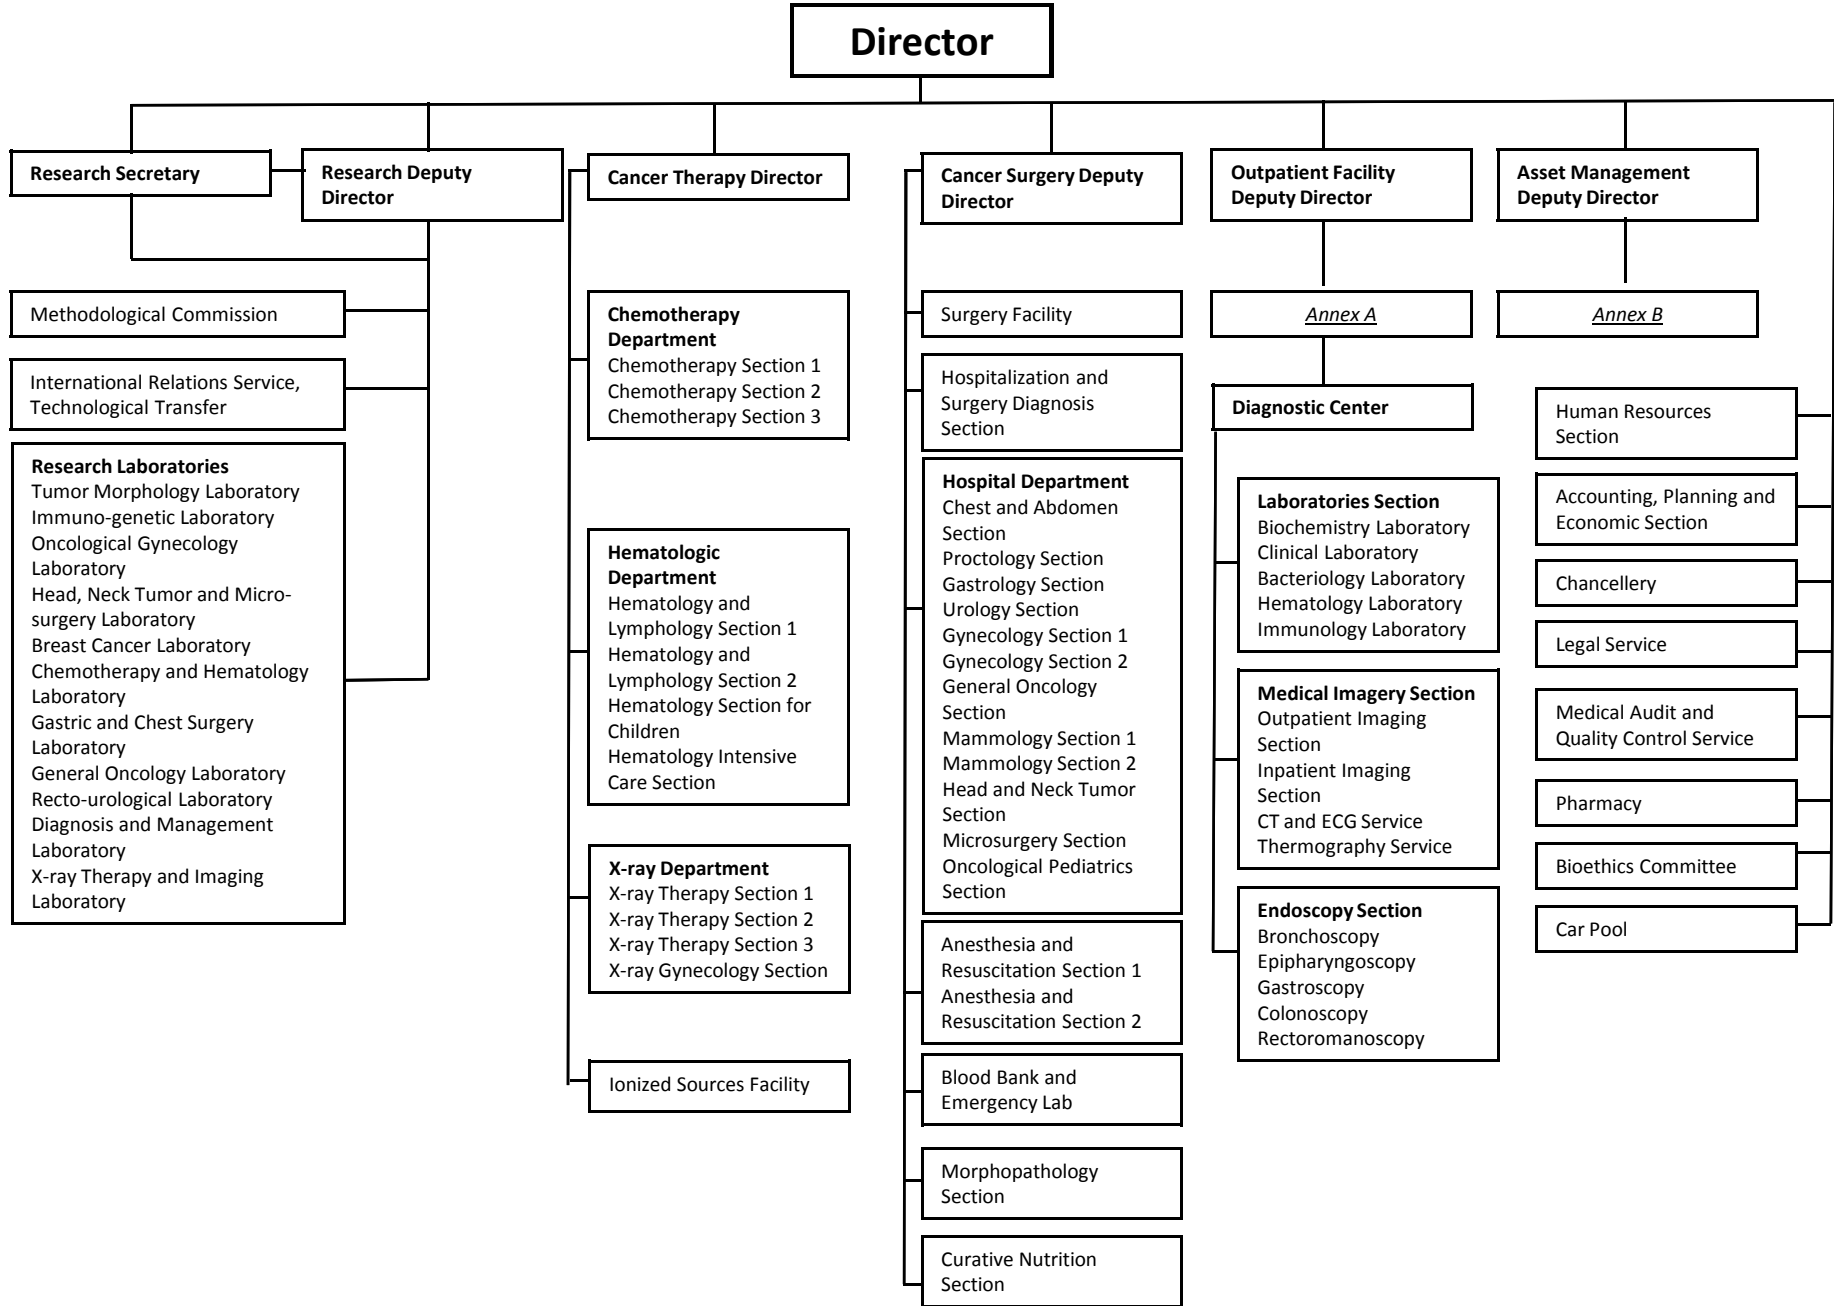 Director
Research Secretary
Research Deputy
Director
Cancer Therapy Director
Cancer Surgery Deputy
Director
Outpatient Facility
Deputy Director
Asset Management
Deputy Director
Methodological Commission
International Relations Service,
Technological Transfer
Research Laboratories
Tumor Morphology Laboratory
Immuno-genetic Laboratory
Oncological Gynecology
Laboratory
Head, Neck Tumor and Micro-
surgery Laboratory
Breast Cancer Laboratory
Chemotherapy and Hematology
Laboratory
Gastric and Chest Surgery
Laboratory
General Oncology Laboratory
Recto-urological Laboratory
Diagnosis and Management
Laboratory
X-ray Therapy and Imaging
Laboratory
Chemotherapy
Department
Chemotherapy Section 1
Chemotherapy Section 2
Chemotherapy Section 3
Hematologic
Department
Hematology and
Lymphology Section 1
Hematology and
Lymphology Section 2
Hematology Section for
Children
Hematology Intensive
Care Section
X-ray Department
X-ray Therapy Section 1
X-ray Therapy Section 2
X-ray Therapy Section 3
X-ray Gynecology Section
Ionized Sources Facility
Surgery Facility
Hospitalization and
Surgery Diagnosis
Section
Hospital Department
Chest and Abdomen
Section
Proctology Section
Gastrology Section
Urology Section
Gynecology Section 1
Gynecology Section 2
General Oncology
Section
Mammology Section 1
Mammology Section 2
Head and Neck Tumor
Section
Microsurgery Section
Oncological Pediatrics
Section
Anesthesia and
Resuscitation Section 1
Anesthesia and
Resuscitation Section 2
Blood Bank and
Emergency Lab
Morphopathology
Section
Curative Nutrition
Section
Annex A
Diagnostic Center
Laboratories Section
Biochemistry Laboratory
Clinical Laboratory
Bacteriology Laboratory
Hematology Laboratory
Immunology Laboratory
Medical Imagery Section
Outpatient Imaging
Section
Inpatient Imaging
Section
CT and ECG Service
Thermography Service
Endoscopy Section
Bronchoscopy
Epipharyngoscopy
Gastroscopy
Colonoscopy
Rectoromanoscopy
Annex B
Human Resources
Section
Accounting, Planning and
Economic Section
Chancellery
Legal Service
Medical Audit and
Quality Control Service
Pharmacy
Bioethics Committee
Car Pool